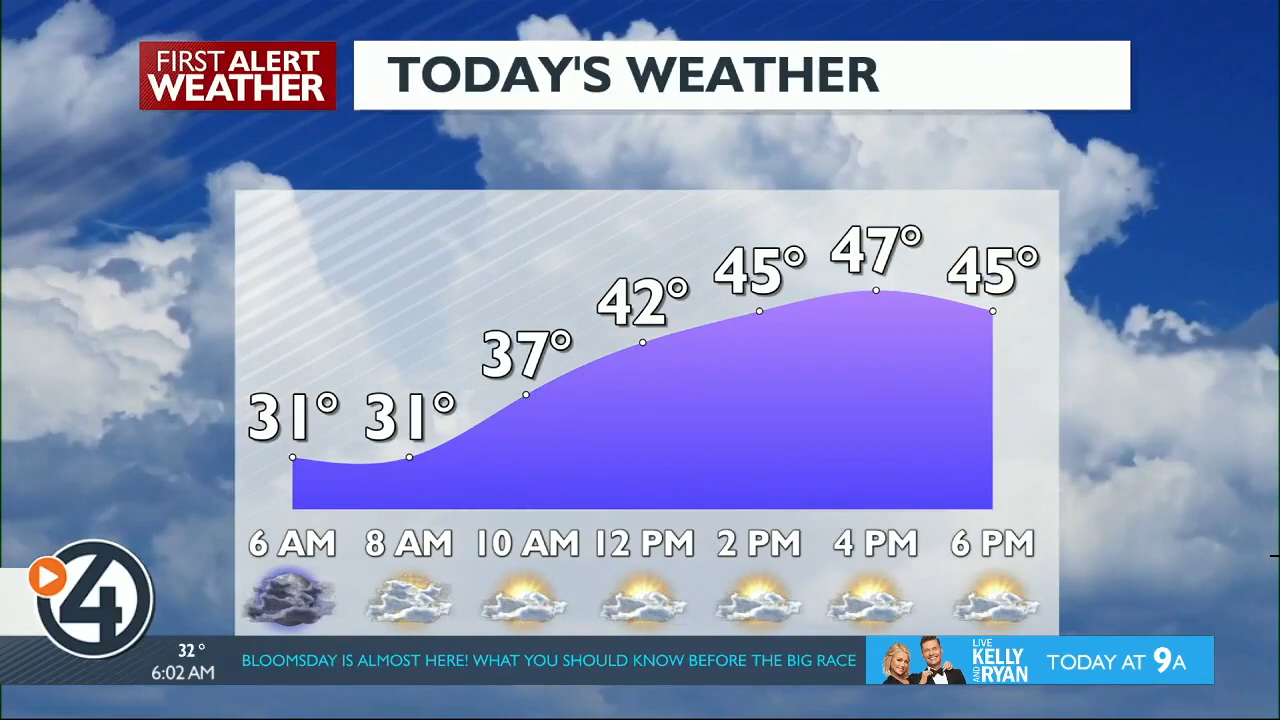 FIRST ALERT
WEATHER
TODAY'S WEATHER
31° 31° 37° 42° 45° 47° 45°
6 AM 8 AM 10 AM 12 PM 2 PM 4 PM 6 PM
4
32°
6:02 AM
BLOOMSDAY IS ALMOST HERE! WHAT YOU SHOULD KNOW BEFORE THE BIG RACE
LIVE
KELLY
AND RYAN
TODAY AT 9A